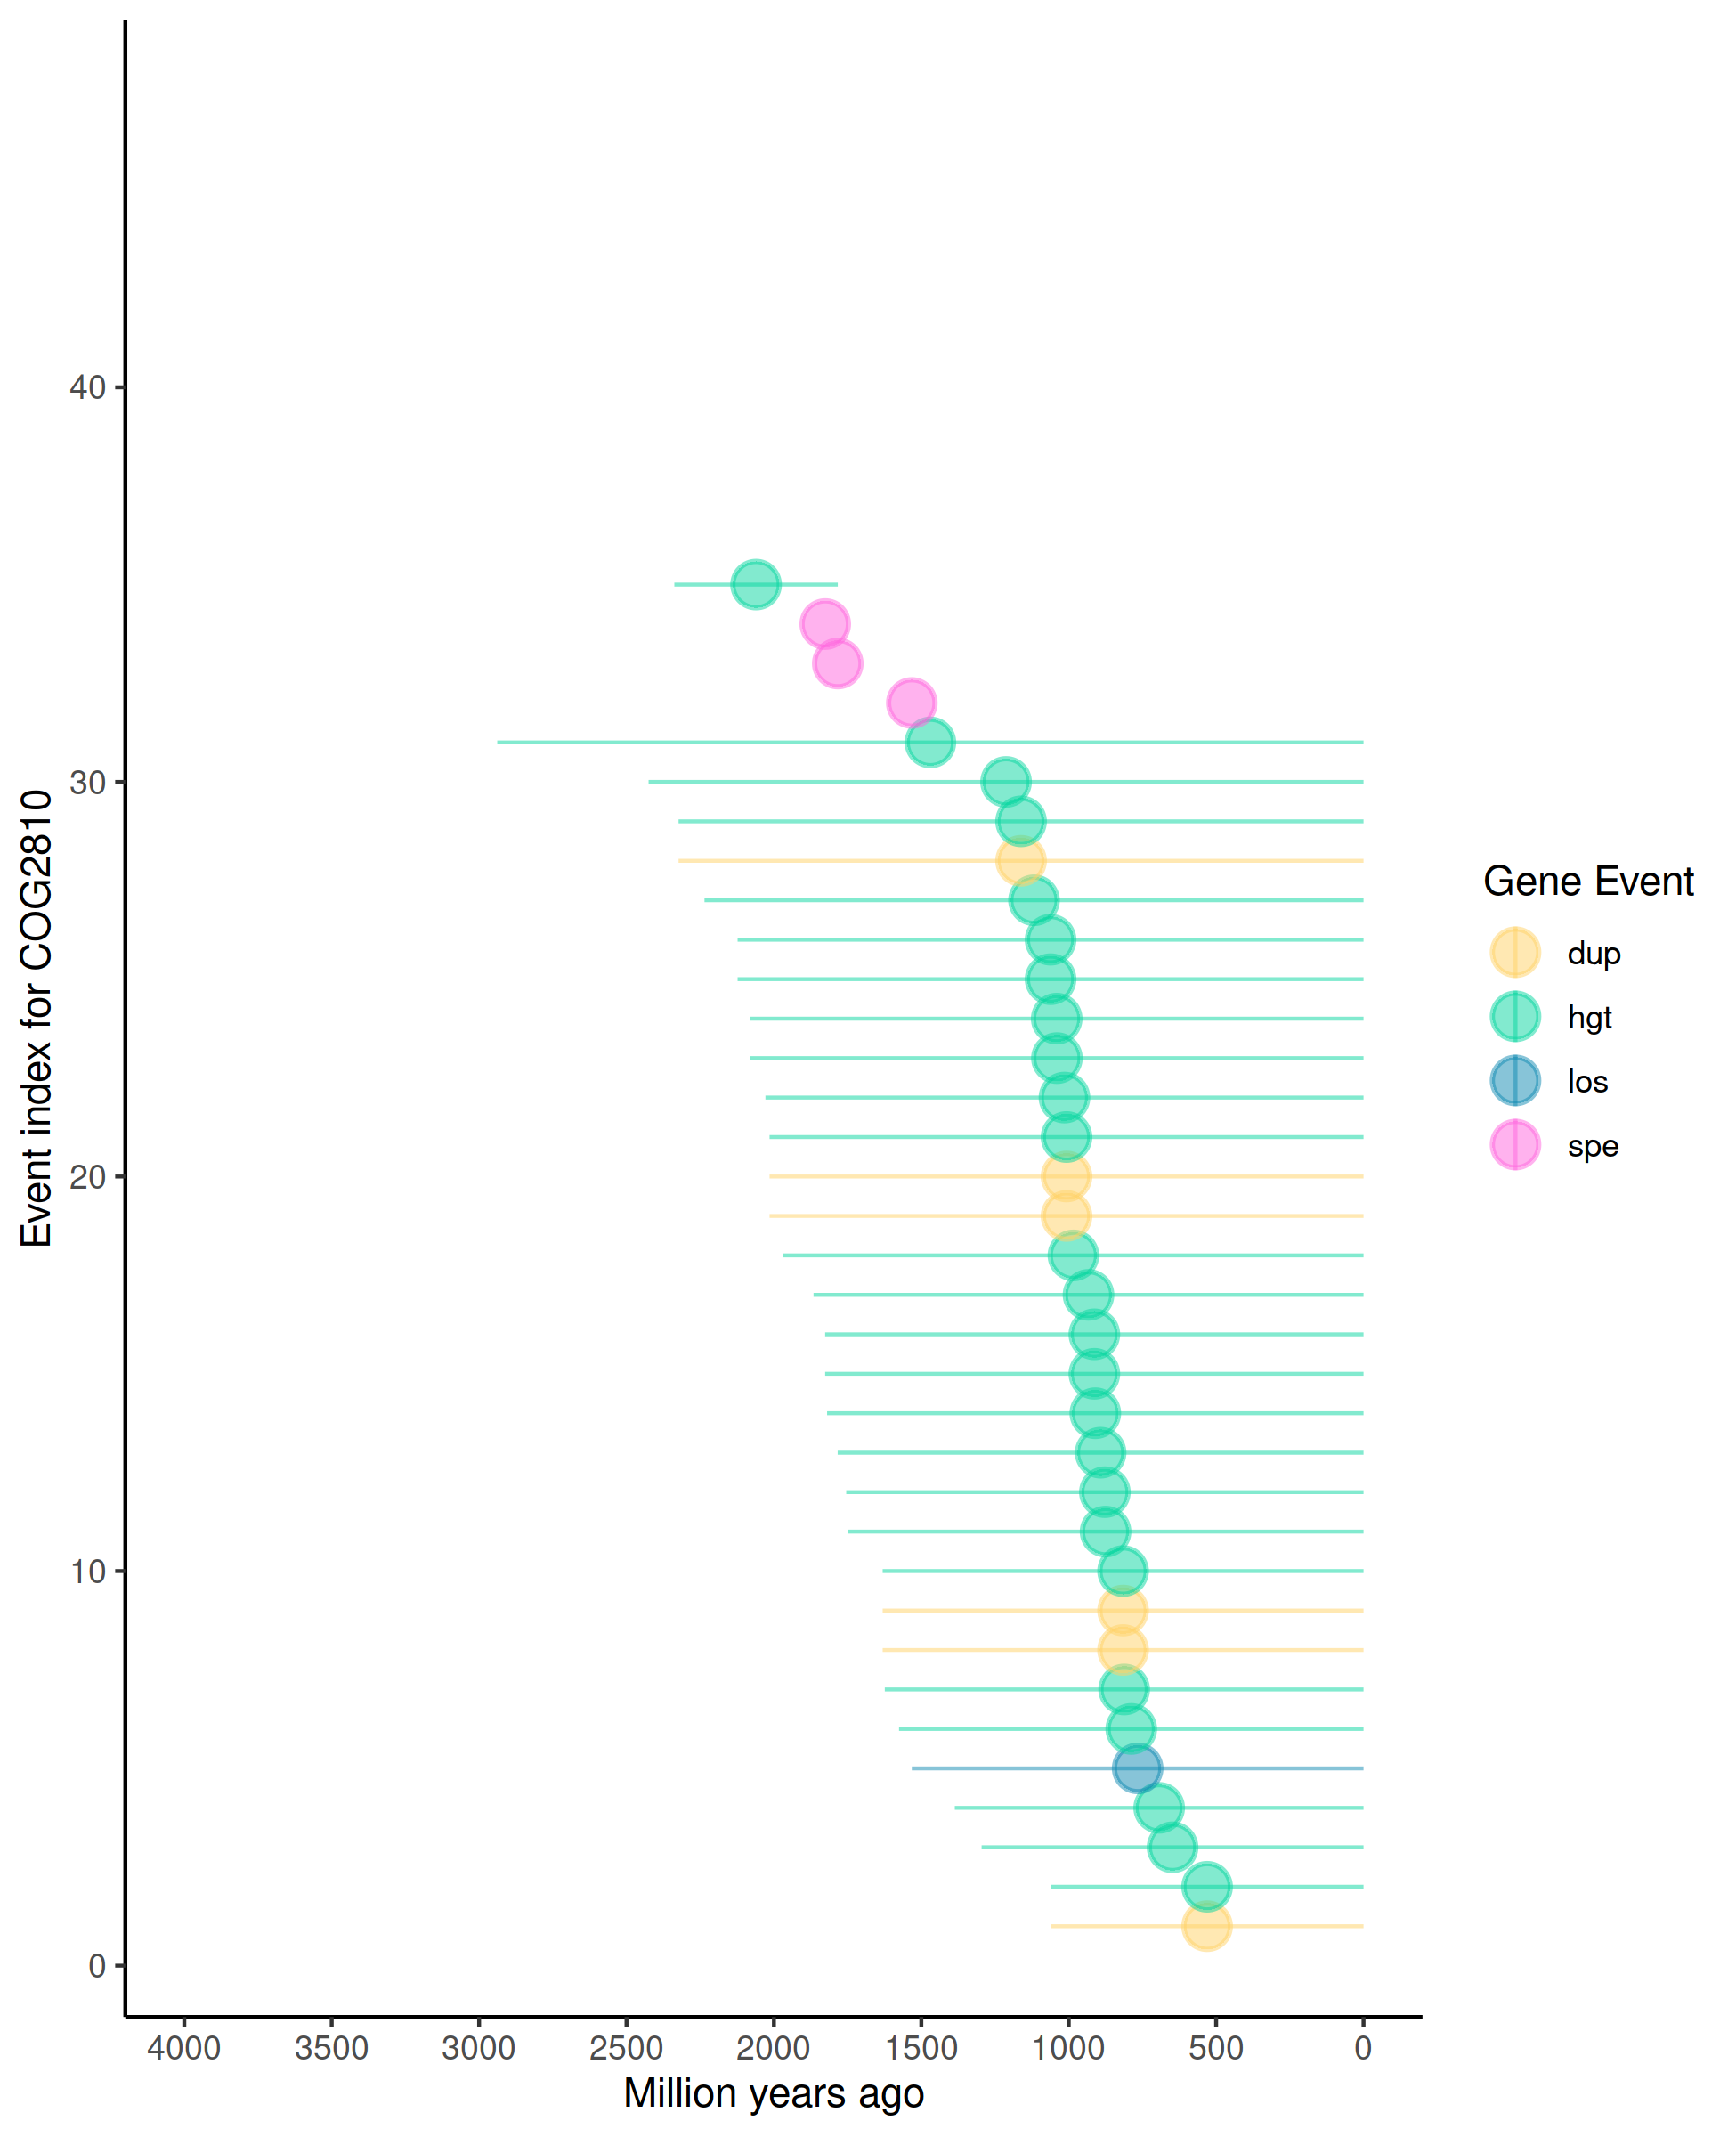 Event index for COG2810
40
30
20
10
0
4000 3500 3000 2500 2000 1500 1000 500 0
Million years ago
Gene Event
dup
hgt
los
spe